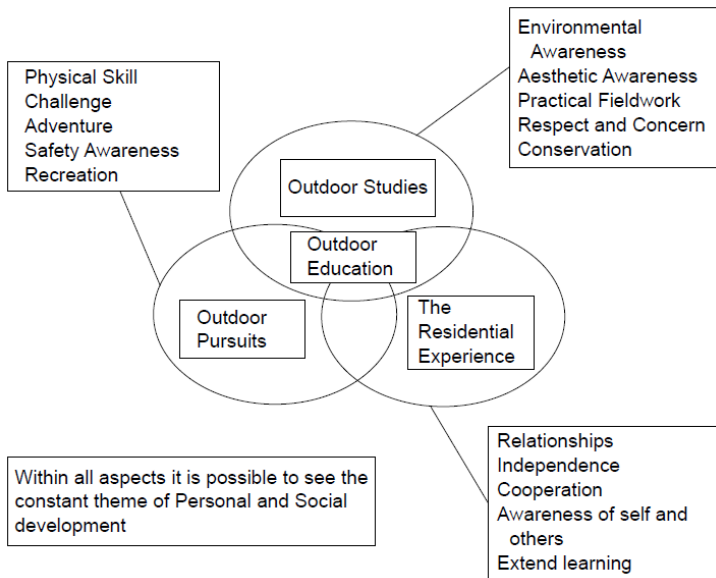 Environmental
Awareness
Aesthetic Awareness
Practical Fieldwork
Respect and Concern
Conservation
Physical Skill
Challenge
Adventure
Safety Awareness
Recreation
Outdoor Studies
Outdoor
Education
Outdoor
Pursuits
The
Residential
Experience
Within all aspects it is possible to see the
constant theme of Personal and Social
development
Relationships
Independence
Cooperation
Awareness of self and
others
Extend learning